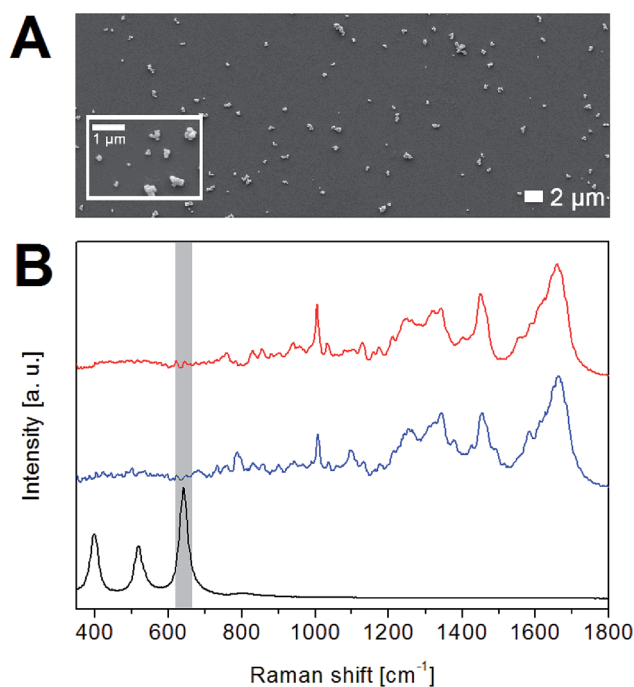 A
1 μm
2 μm
B
Intensity [a. u.]
400 600 800 1000 1200 1400 1600 1800
Raman shift [cm⁻¹]